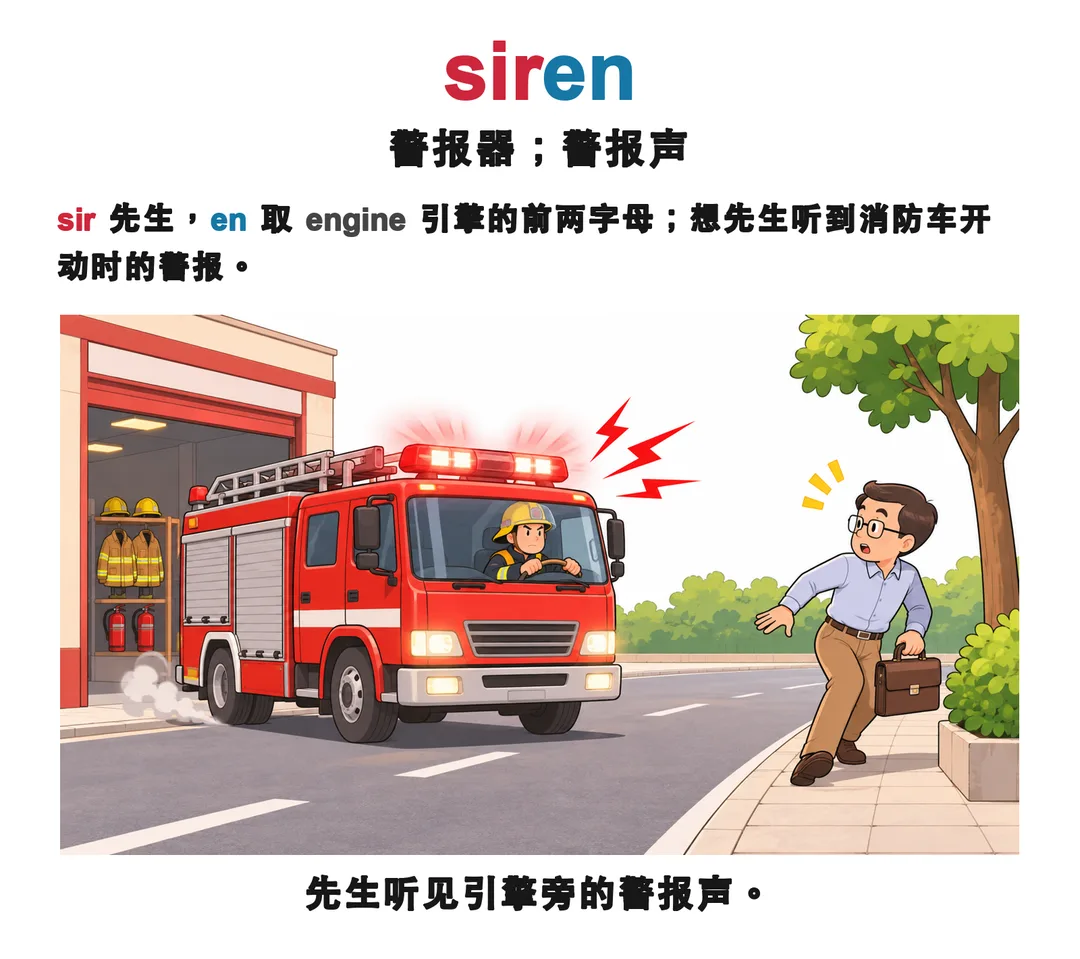 siren
警报器；警报声
sir 先生，en 取 engine 引擎的前两字母；想先生听到消防车开
动时的警报。
先生听见引擎旁的警报声。